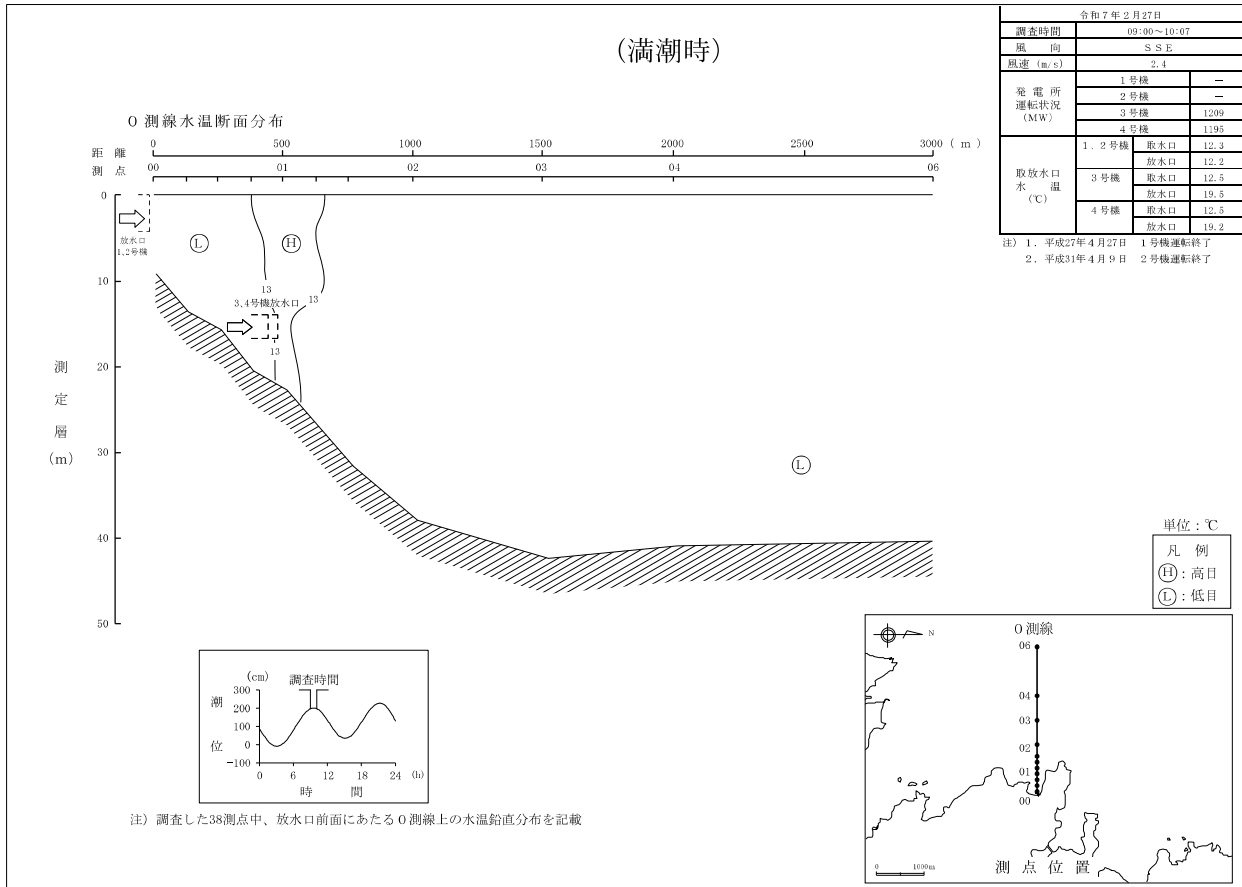 (満潮時)
令和７年２月27日
調査時間 09:00～10:07
風　向 ＳＳＥ
風速 (m/s) 2.4
発電所運転状況(MW)
1号機 －
2号機 －
3号機 1209
4号機 1195
取放水口水温(℃)
1、2号機 取水口 12.3
放水口 12.2
3号機 取水口 12.5
放水口 19.5
4号機 取水口 12.5
放水口 19.2
注）１．平成27年４月27日　１号機運転終了
２．平成31年４月９日　２号機運転終了
０測線水温断面分布
距離 0 500 1000 1500 2000 2500 3000 (m)
測点 00 01 02 03 04 06
0
放水口
1、2号機
L
H
10
13
13
3、4号機放水口
13
20
測定層(m)
30
L
40
50
単位：℃
凡　例
H：高目
L：低目
(cm)
調査時間
潮位
300
200
100
0
-100
0 6 12 18 24 (h)
時　間
注）調査した38測点中、放水口前面にあたる０測線上の水温鉛直分布を記載
N
０測線
06
04
03
02
01
00
0 1000m
測点位置